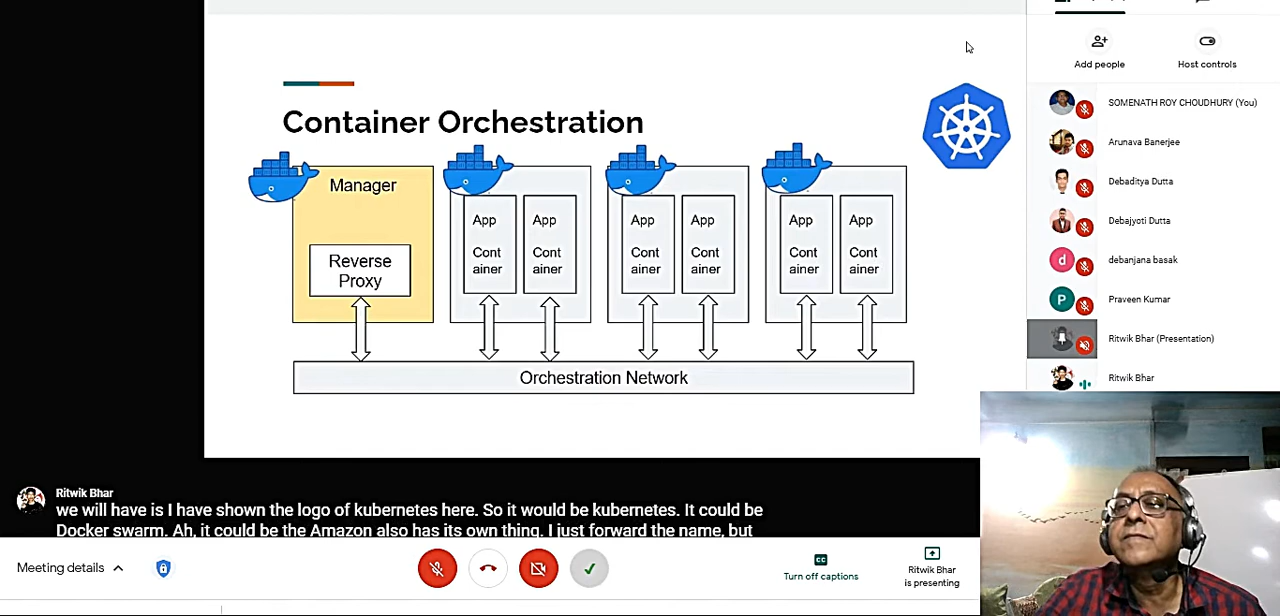 Container Orchestration
Manager
Reverse
Proxy
App
Cont
ainer
App
Cont
ainer
App
Cont
ainer
App
Cont
ainer
App
Cont
ainer
App
Cont
ainer
Orchestration Network
Add people
Host controls
SOMENATH ROY CHOUDHURY (You)
Arunava Banerjee
Debaditya Dutta
Debajyoti Dutta
d
debanjana basak
P
Praveen Kumar
Ritwik Bhar (Presentation)
Ritwik Bhar
Ritwik Bhar
we will have is I have shown the logo of kubernetes here. So it would be kubernetes. It could be
Docker swarm. Ah, it could be the Amazon also has its own thing. I just forward the name, but
Meeting details
CC
Turn off captions
Ritwik Bhar
is presenting